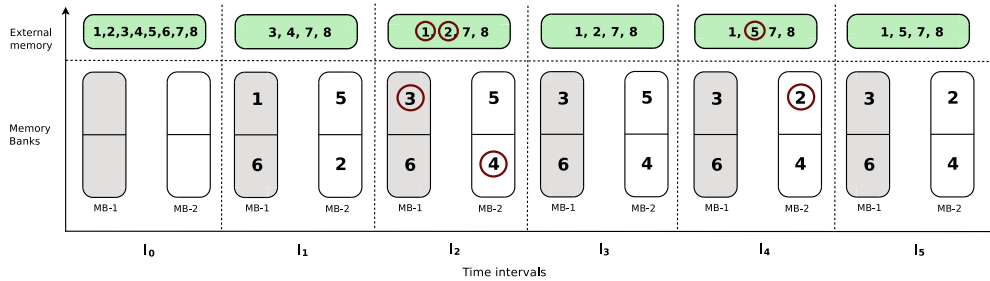 External memory
1,2,3,4,5,6,7,8
3, 4, 7, 8
1, 2, 7, 8
1, 2, 7, 8
1, 5, 7, 8
1, 5, 7, 8
Memory Banks
1 5 3 5 3 5 3 2 3 2
6 2 6 4 6 4 6 4 6 4
MB-1 MB-2 MB-1 MB-2 MB-1 MB-2 MB-1 MB-2 MB-1 MB-2 MB-1 MB-2
I0 I1 I2 I3 I4 I5
Time intervals